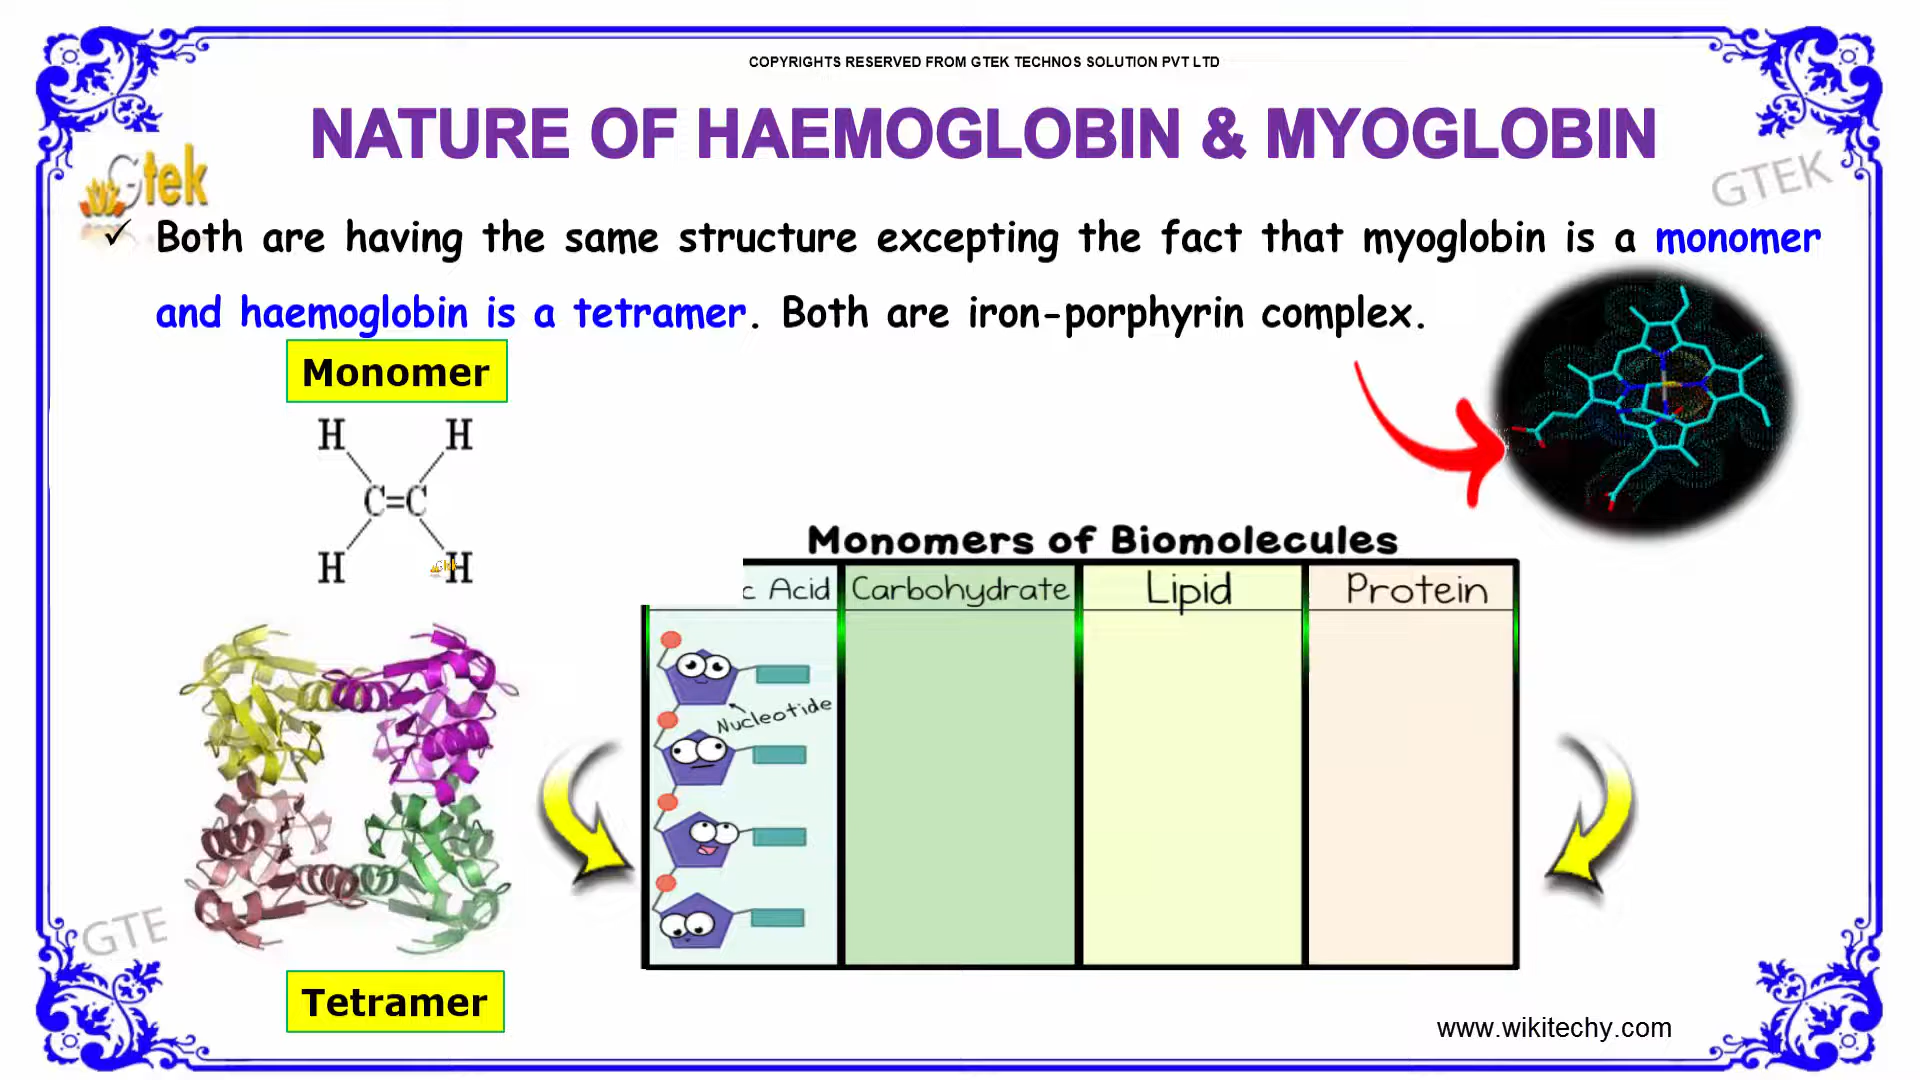 COPYRIGHTS RESERVED FROM GTEK TECHNOS SOLUTION PVT LTD
NATURE OF HAEMOGLOBIN & MYOGLOBIN
Gtek
GTEK
✓ Both are having the same structure excepting the fact that myoglobin is a monomer
and haemoglobin is a tetramer. Both are iron-porphyrin complex.
Monomer
H H
C=C
H H
Monomers of Biomolecules
c Acid Carbohydrate Lipid Protein
Nucleotide
GTE
Tetramer
www.wikitechy.com